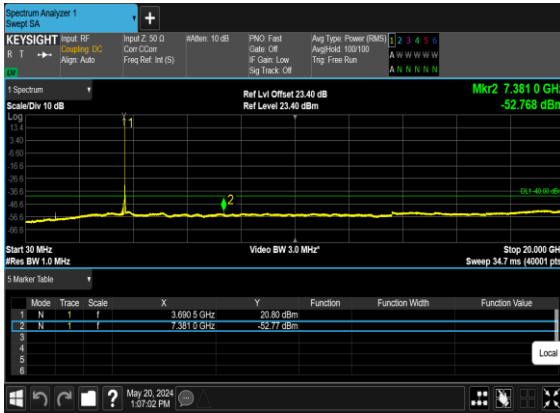 Spectrum Analyzer 1
Swept SA
KEYSIGHT Input: RF Input Z: 50 Ω #Atten: 10 dB PNO: Fast Avg Type: Power (RMS) 1 2 3 4 5 6
R T Coupling: DC Corr CCorr Gate: Off Avg|Hold: 100/100 A W W W W W
Align: Auto Freq Ref: Int (S) IF Gain: Low Trig: Free Run
Sig Track: Off A N N N N N
1 Spectrum Ref Lvl Offset 23.40 dB Mkr2 7.381 0 GHz
Scale/Div 10 dB Ref Level 23.40 dBm -52.768 dBm
Log
13.4
3.40
-6.60
-16.6
-26.6
-36.6
-46.6
-56.6
-66.6
1
2
DL1 -40.00 dBm
Start 30 MHz Video BW 3.0 MHz* Stop 20.000 GHz
#Res BW 1.0 MHz Sweep 34.7 ms (40001 pts)
5 Marker Table
Mode Trace Scale X Y Function Function Width Function Value
1 N 1 f 3.690 5 GHz 20.80 dBm
2 N 1 f 7.381 0 GHz -52.77 dBm
3
4
5
6
Local
? May 20, 2024
1:07:02 PM